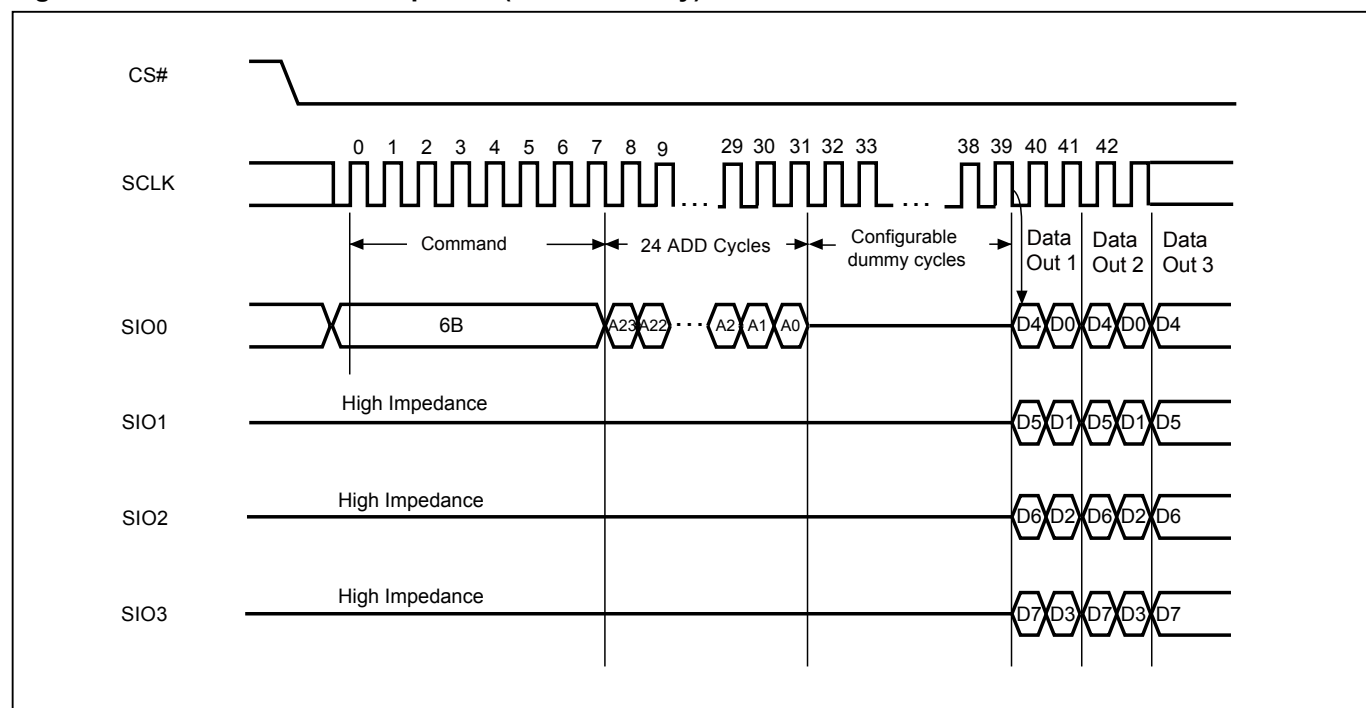 CS#
0 1 2 3 4 5 6 7 8 9 29 30 31 32 33 38 39 40 41 42
SCLK
Command 24 ADD Cycles Configurable dummy cycles Data Out 1 Data Out 2 Data Out 3
SIO0 6B A23 A22 ··· A2 A1 A0 D4 D0 D4 D0 D4
High Impedance
SIO1 D5 D1 D5 D1 D5
High Impedance
SIO2 D6 D2 D6 D2 D6
High Impedance
SIO3 D7 D3 D7 D3 D7